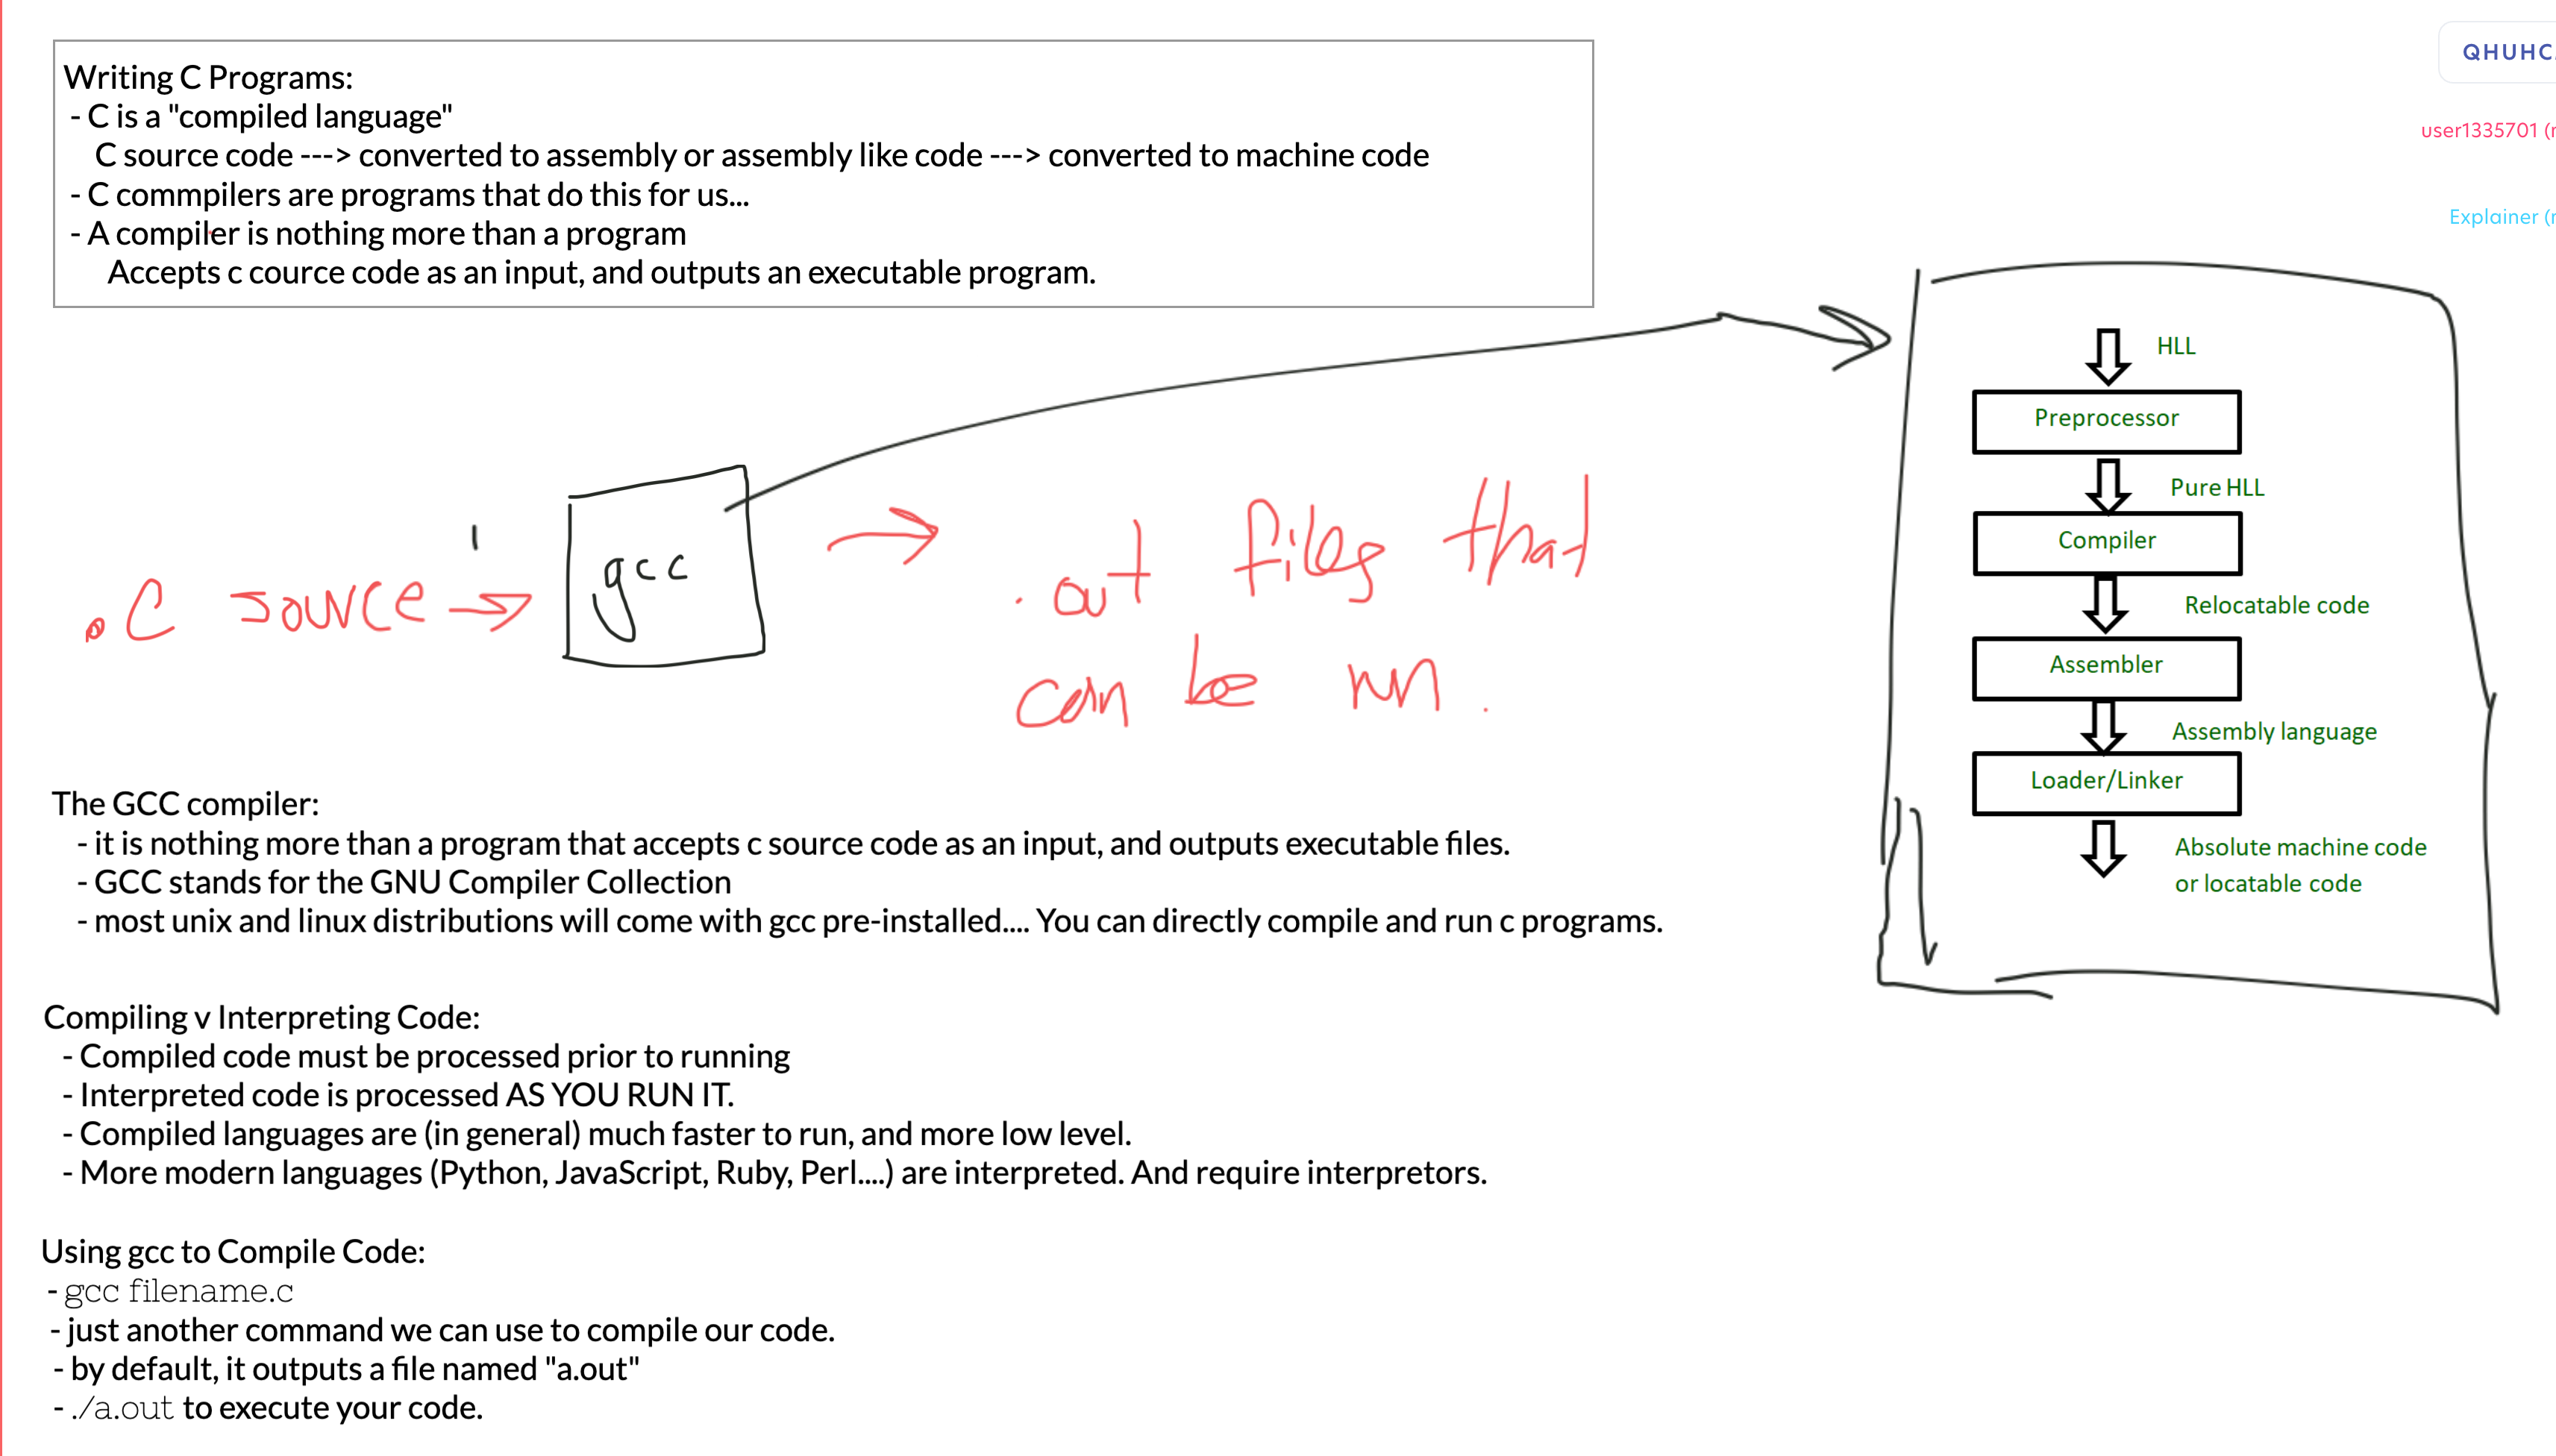 Writing C Programs:
- C is a "compiled language"
C source code ---> converted to assembly or assembly like code ---> converted to machine code
- C commpilers are programs that do this for us...
- A compiler is nothing more than a program
Accepts c cource code as an input, and outputs an executable program.
QHUHC
user1335701 (
Explainer (
.C source
gcc
.out files that
can be run.
HLL
Preprocessor
Pure HLL
Compiler
Relocatable code
Assembler
Assembly language
Loader/Linker
Absolute machine code
or locatable code
The GCC compiler:
- it is nothing more than a program that accepts c source code as an input, and outputs executable files.
- GCC stands for the GNU Compiler Collection
- most unix and linux distributions will come with gcc pre-installed.... You can directly compile and run c programs.
Compiling v Interpreting Code:
- Compiled code must be processed prior to running
- Interpreted code is processed AS YOU RUN IT.
- Compiled languages are (in general) much faster to run, and more low level.
- More modern languages (Python, JavaScript, Ruby, Perl....) are interpreted. And require interpretors.
Using gcc to Compile Code:
- gcc filename.c
- just another command we can use to compile our code.
- by default, it outputs a file named "a.out"
- ./a.out to execute your code.